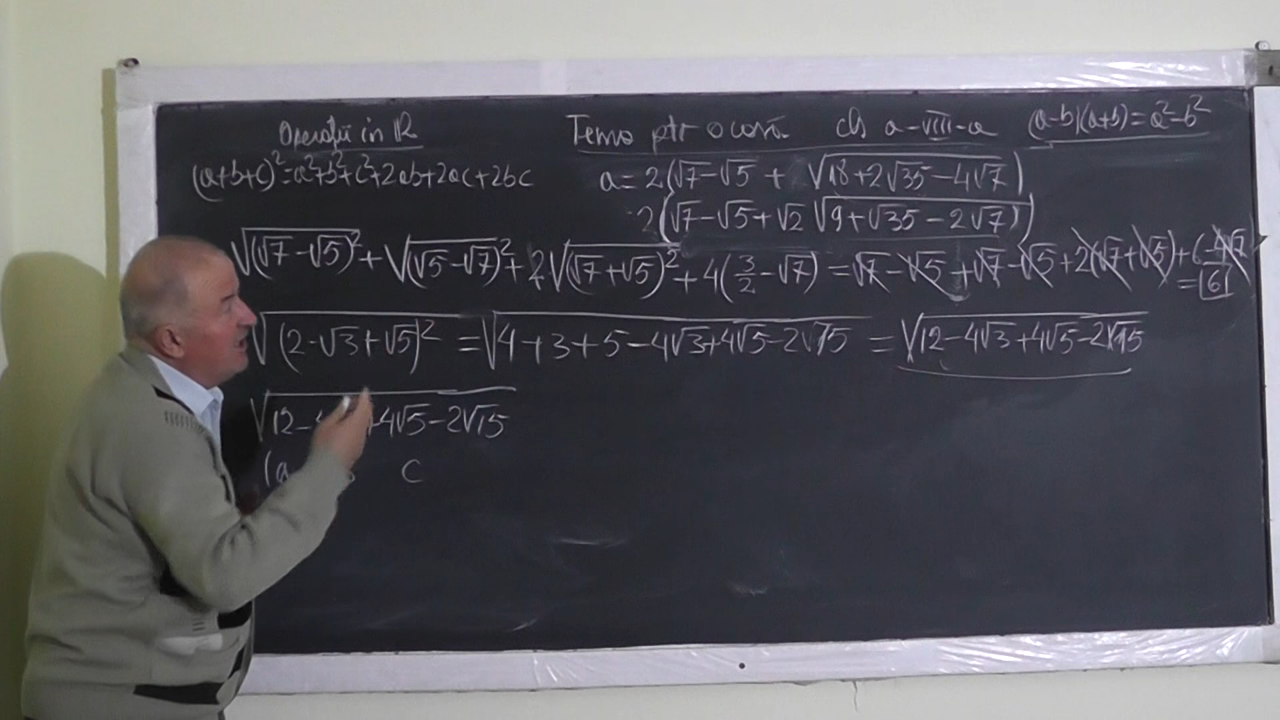 Operații in R
(a+b+c)²=a²+b²+c²+2ab+2ac+2bc
Temo ptr ocară cls a-VIII-a (a-b)(a+b)=a²-b²
a=2(√7-√5+√(18+2√35-4√7))
2(√7-√5+√2√(9+√35-2√7))
√(√7-√5)²+√(√5-√7)²+2√(√7+√5)²+4(3/2-√7)=√7-√5+√7-√5+2(√7+√5)+6-4√7
=6
√(2-√3+√5)²=√(4+3+5-4√3+4√5-2√15)=√(12-4√3+4√5-2√15)
√(12-4 +4√5-2√15)
(a c